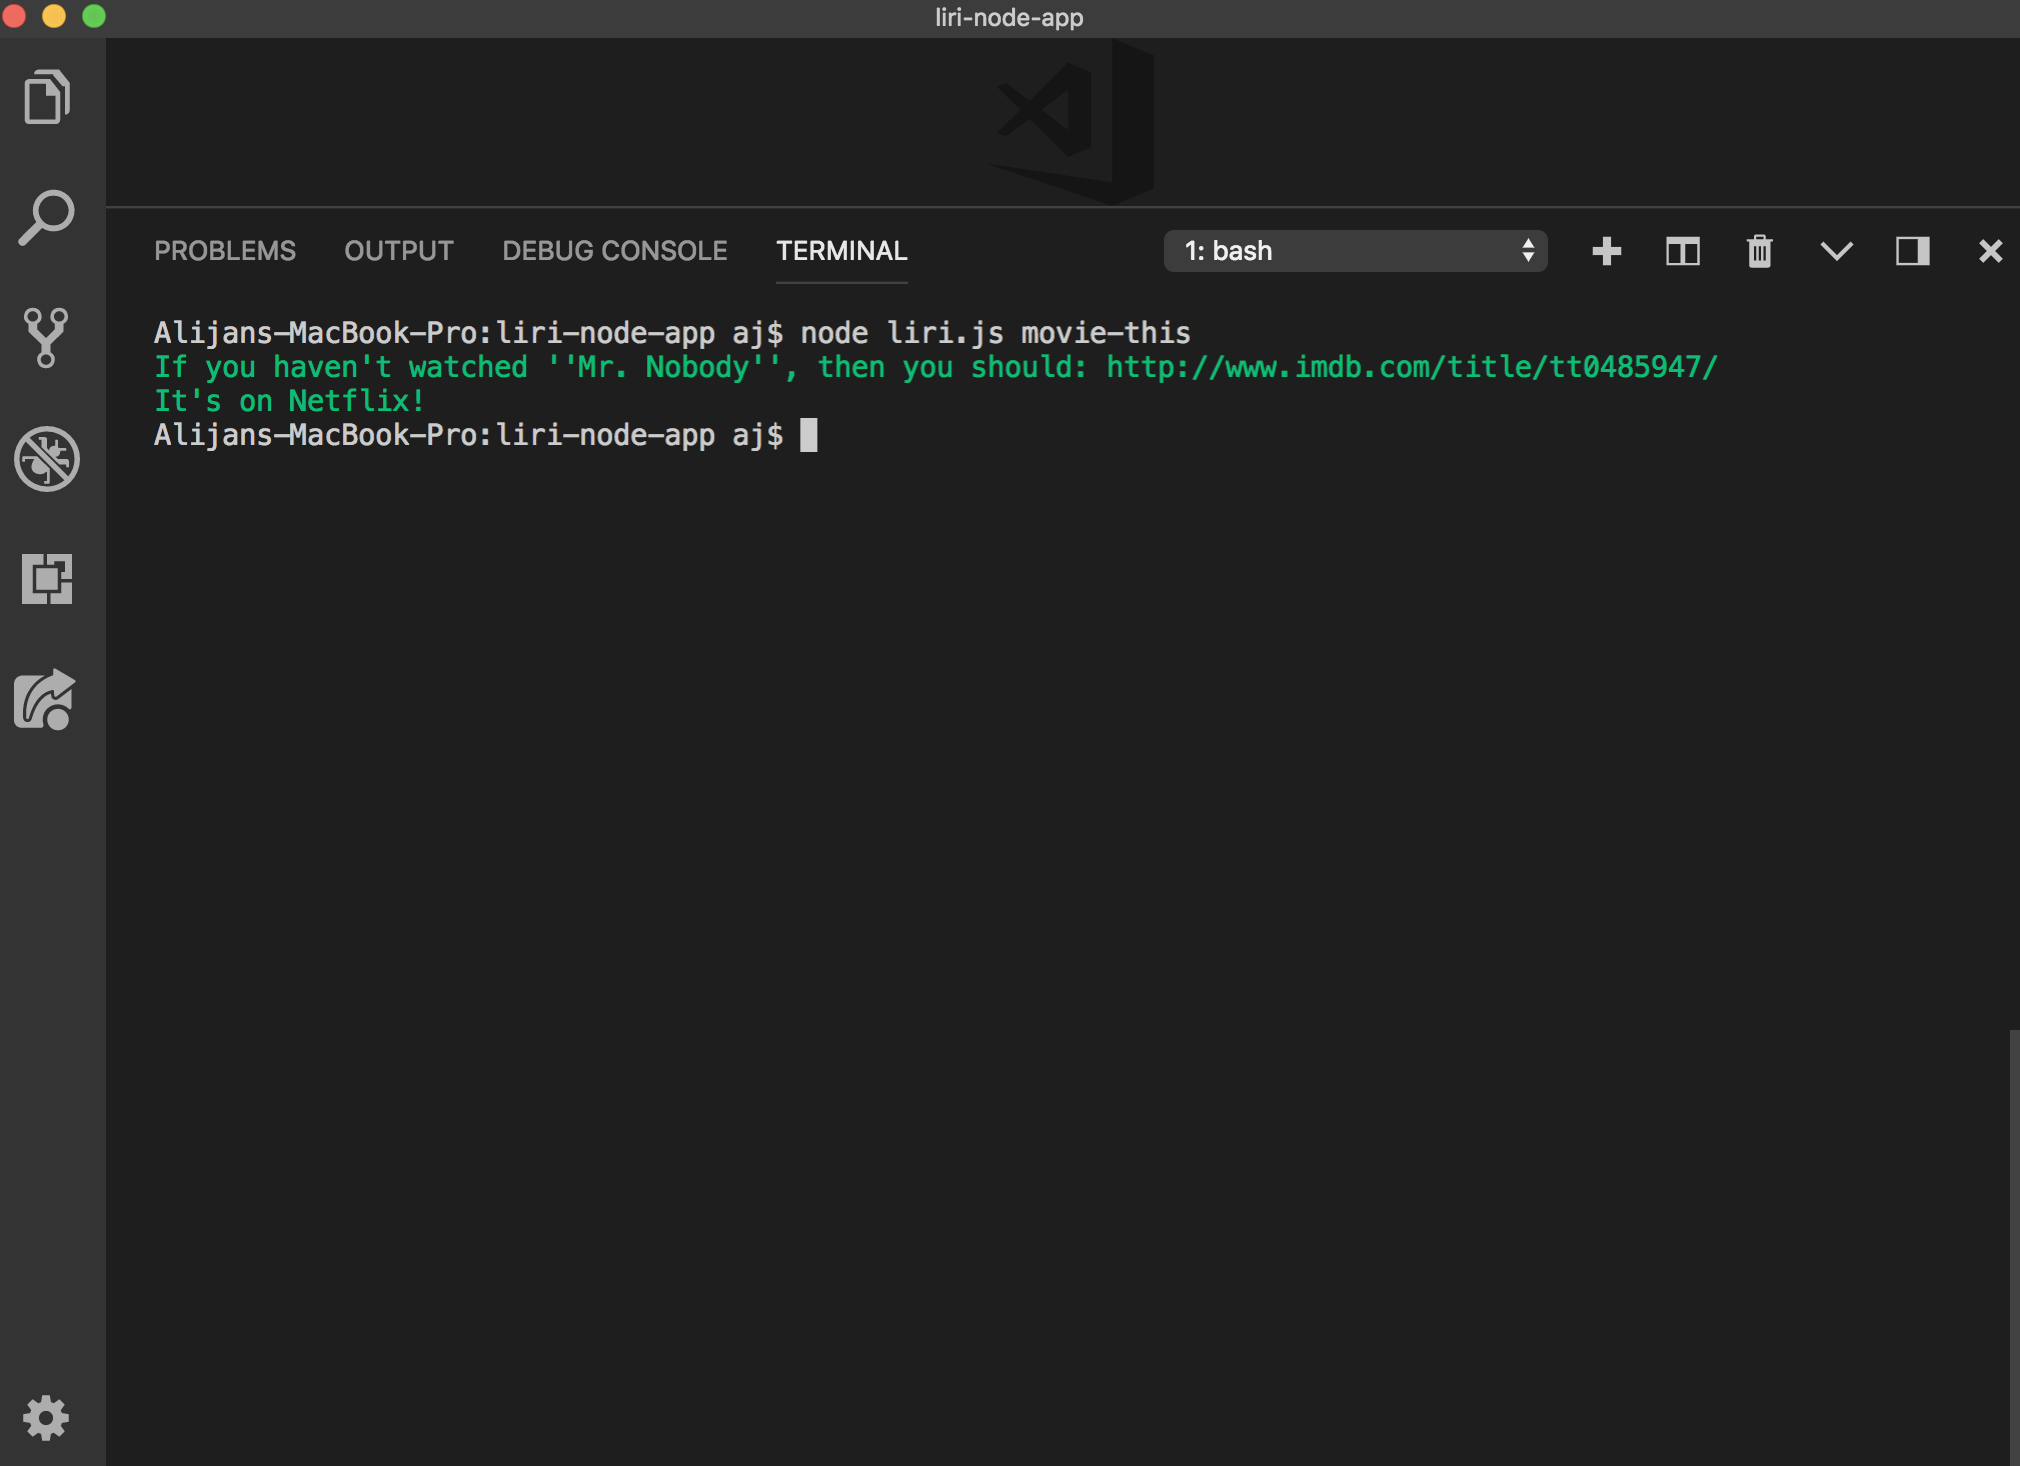 liri-node-app
PROBLEMS OUTPUT DEBUG CONSOLE TERMINAL 1: bash
Alijans-MacBook-Pro:liri-node-app aj$ node liri.js movie-this
If you haven't watched ''Mr. Nobody'', then you should: http://www.imdb.com/title/tt0485947/
It's on Netflix!
Alijans-MacBook-Pro:liri-node-app aj$